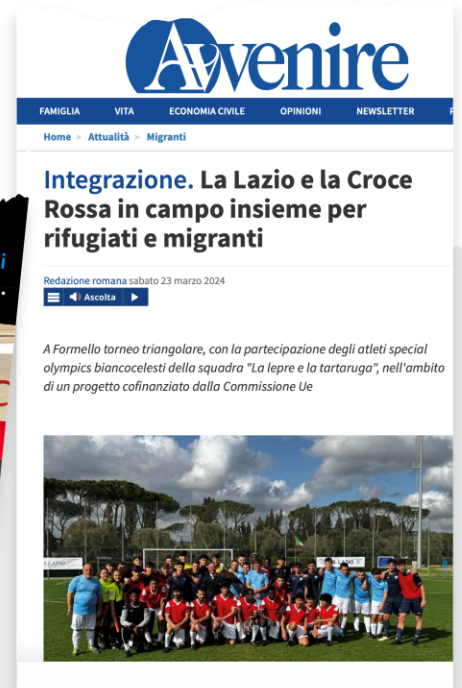 Avvenire
FAMIGLIA VITA ECONOMIA CIVILE OPINIONI NEWSLETTER
Home > Attualità > Migranti
Integrazione. La Lazio e la Croce
Rossa in campo insieme per
rifugiati e migranti
Redazione romana sabato 23 marzo 2024
Ascolta
A Formello torneo triangolare, con la partecipazione degli atleti special
olympics biancocelesti della squadra "La lepre e la tartaruga", nell'ambito
di un progetto cofinanziato dalla Commissione Ue